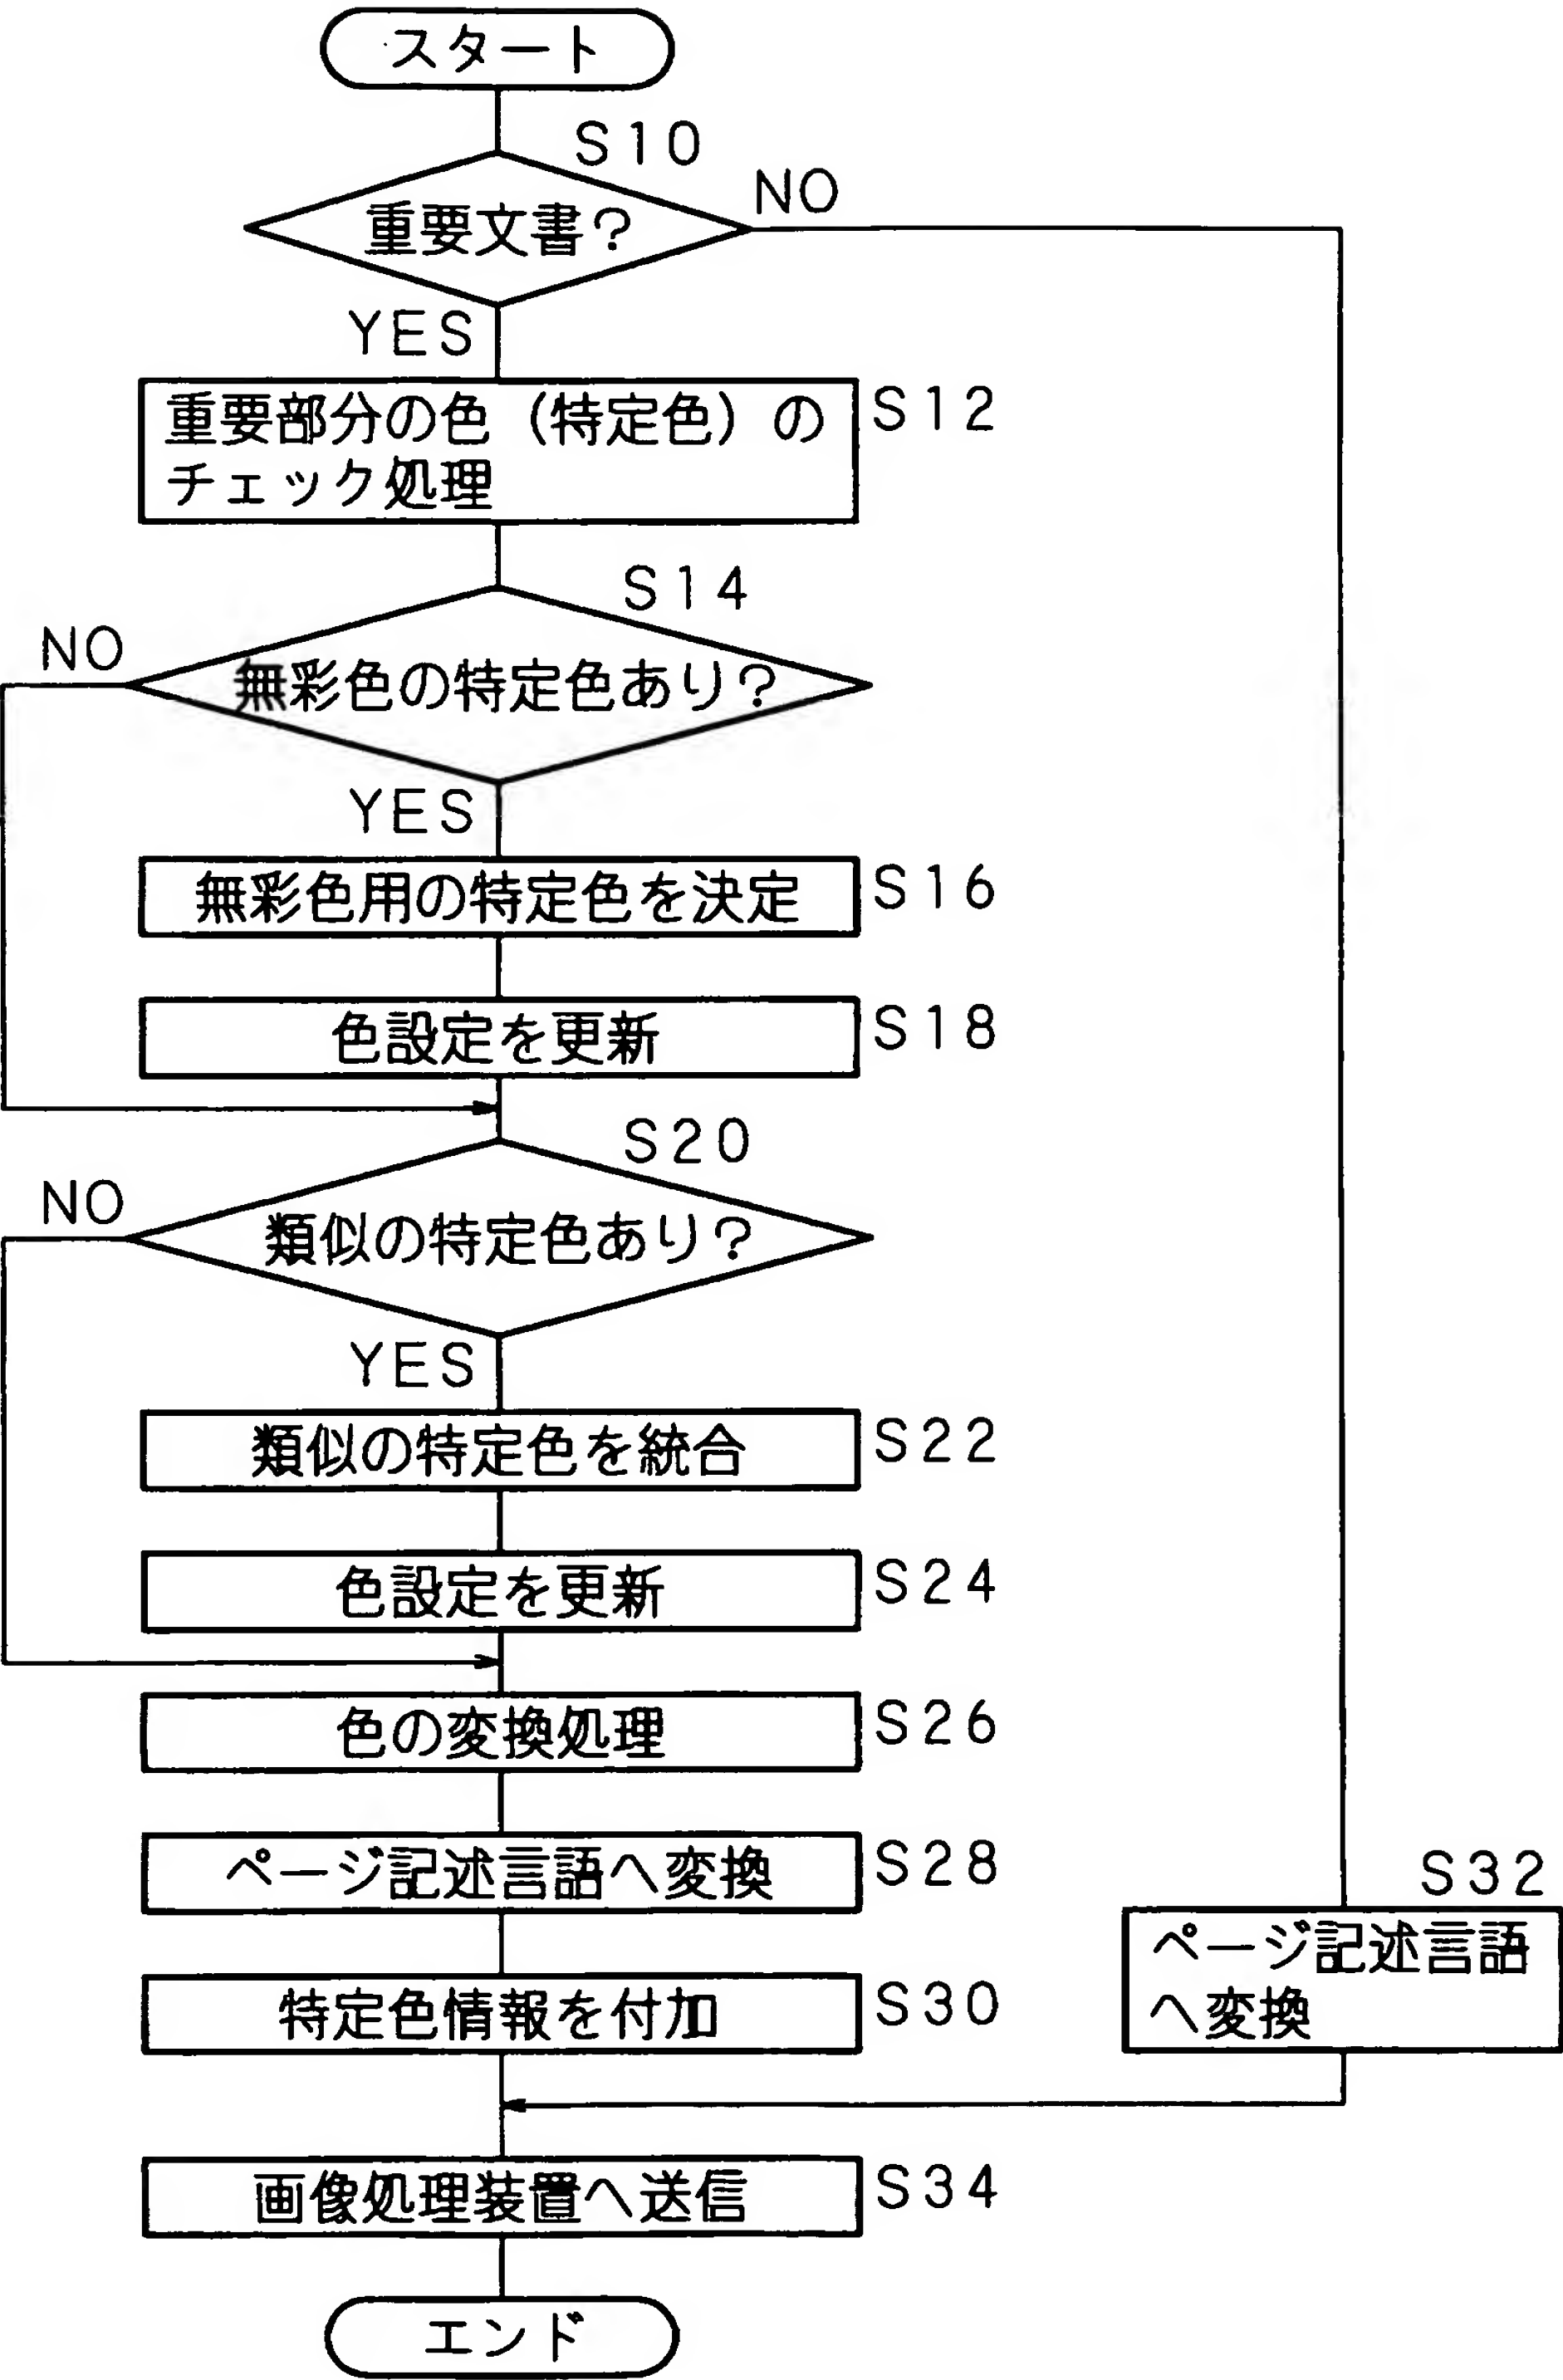 スタート
S10
重要文書?
NO
YES
重要部分の色(特定色)の
チェック処理
S12
S14
NO
無彩色の特定色あり?
YES
無彩色用の特定色を決定
S16
色設定を更新
S18
S20
NO
類似の特定色あり?
YES
類似の特定色を統合
S22
色設定を更新
S24
色の変換処理
S26
ページ記述言語へ変換
S28
S32
ページ記述言語
へ変換
特定色情報を付加
S30
画像処理装置へ送信
S34
エンド